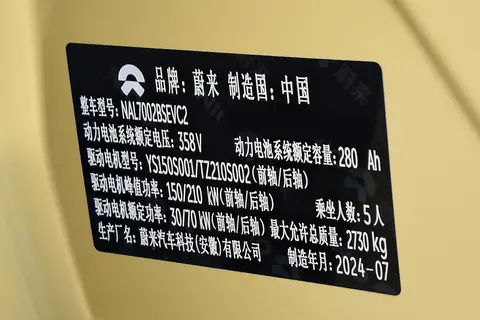 品牌：蔚来 制造国：中国
整车型号：NAL7002BSEVC2
动力电池系统额定电压：358V 动力电池系统额定容量：280 Ah
驱动电机型号：YS150S001/TZ210S002(前轴/后轴)
驱动电机峰值功率：150/210 kW(前轴/后轴) 乘坐人数：5人
驱动电机额定功率：30/70 kW(前轴/后轴) 最大允许总质量：2730 kg
生产厂名：蔚来汽车科技(安徽)有限公司 制造年月：2024-07